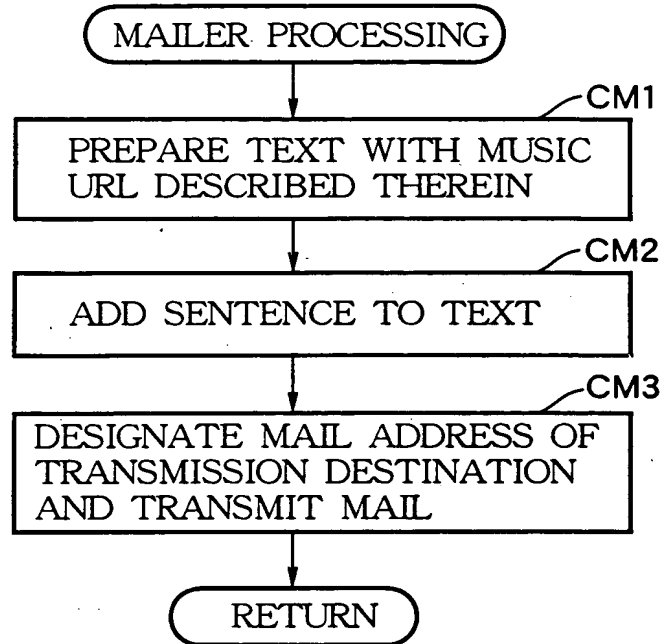 MAILER PROCESSING
CM1
PREPARE TEXT WITH MUSIC
URL DESCRIBED THEREIN
CM2
ADD SENTENCE TO TEXT
CM3
DESIGNATE MAIL ADDRESS OF
TRANSMISSION DESTINATION
AND TRANSMIT MAIL
RETURN